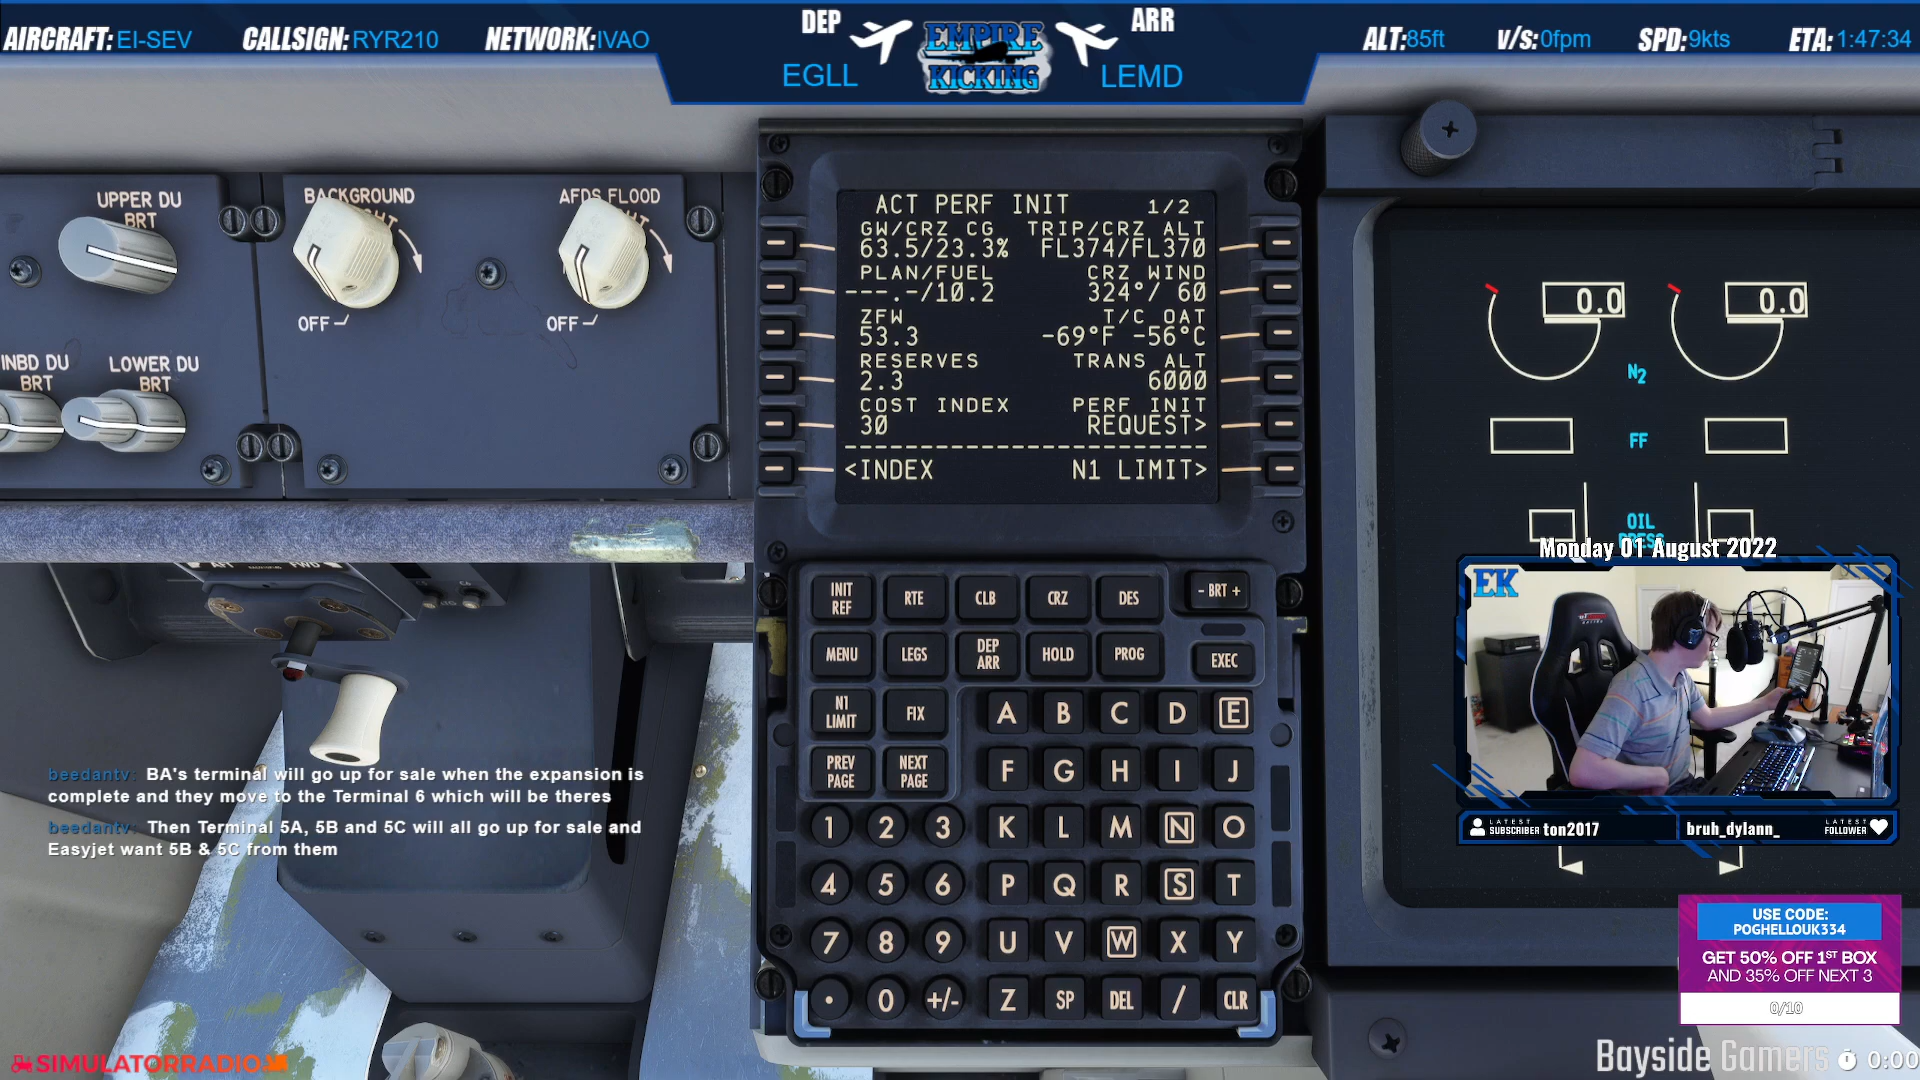 AIRCRAFT: EI-SEV
CALLSIGN: RYR210
NETWORK: IVAO
DEP
EGLL
EMPIRE
KICKING
ARR
LEMD
ALT: 85ft
V/S: 0fpm
SPD: 9kts
ETA: 1:47:34
UPPER DU
BRT
BACKGROUND
OFF
AFDS FLOOD
OFF
INBD DU
BRT
LOWER DU
BRT
ACT PERF INIT 1/2
GW/CRZ CG TRIP/CRZ ALT
63.5/23.3% FL374/FL370
PLAN/FUEL CRZ WIND
---.-/10.2 324°/ 60
ZFW T/C OAT
53.3 -69°F -56°C
RESERVES TRANS ALT
2.3 6000
COST INDEX PERF INIT
30 REQUEST>
<INDEX N1 LIMIT>
INIT
REF
RTE
CLB
CRZ
DES
- BRT +
MENU
LEGS
DEP
ARR
HOLD
PROG
EXEC
N1
LIMIT
FIX
A B C D E
PREV
PAGE
NEXT
PAGE
F G H I J
1 2 3 K L M N O
4 5 6 P Q R S T
7 8 9 U V W X Y
. 0 +/- Z SP DEL / CLR
0.0 0.0
N2
FF
OIL
PRESS
Monday 01 August 2022
EK
LATEST
SUBSCRIBER ton2017
bruh_dylann_ LATEST
FOLLOWER
beedantv: BA's terminal will go up for sale when the expansion is
complete and they move to the Terminal 6 which will be theres
beedantv: Then Terminal 5A, 5B and 5C will all go up for sale and
Easyjet want 5B & 5C from them
USE CODE:
POGHELLOUK334
GET 50% OFF 1ST BOX
AND 35% OFF NEXT 3
0/10
SIMULATORRADIO
Bayside Gamers 0:00